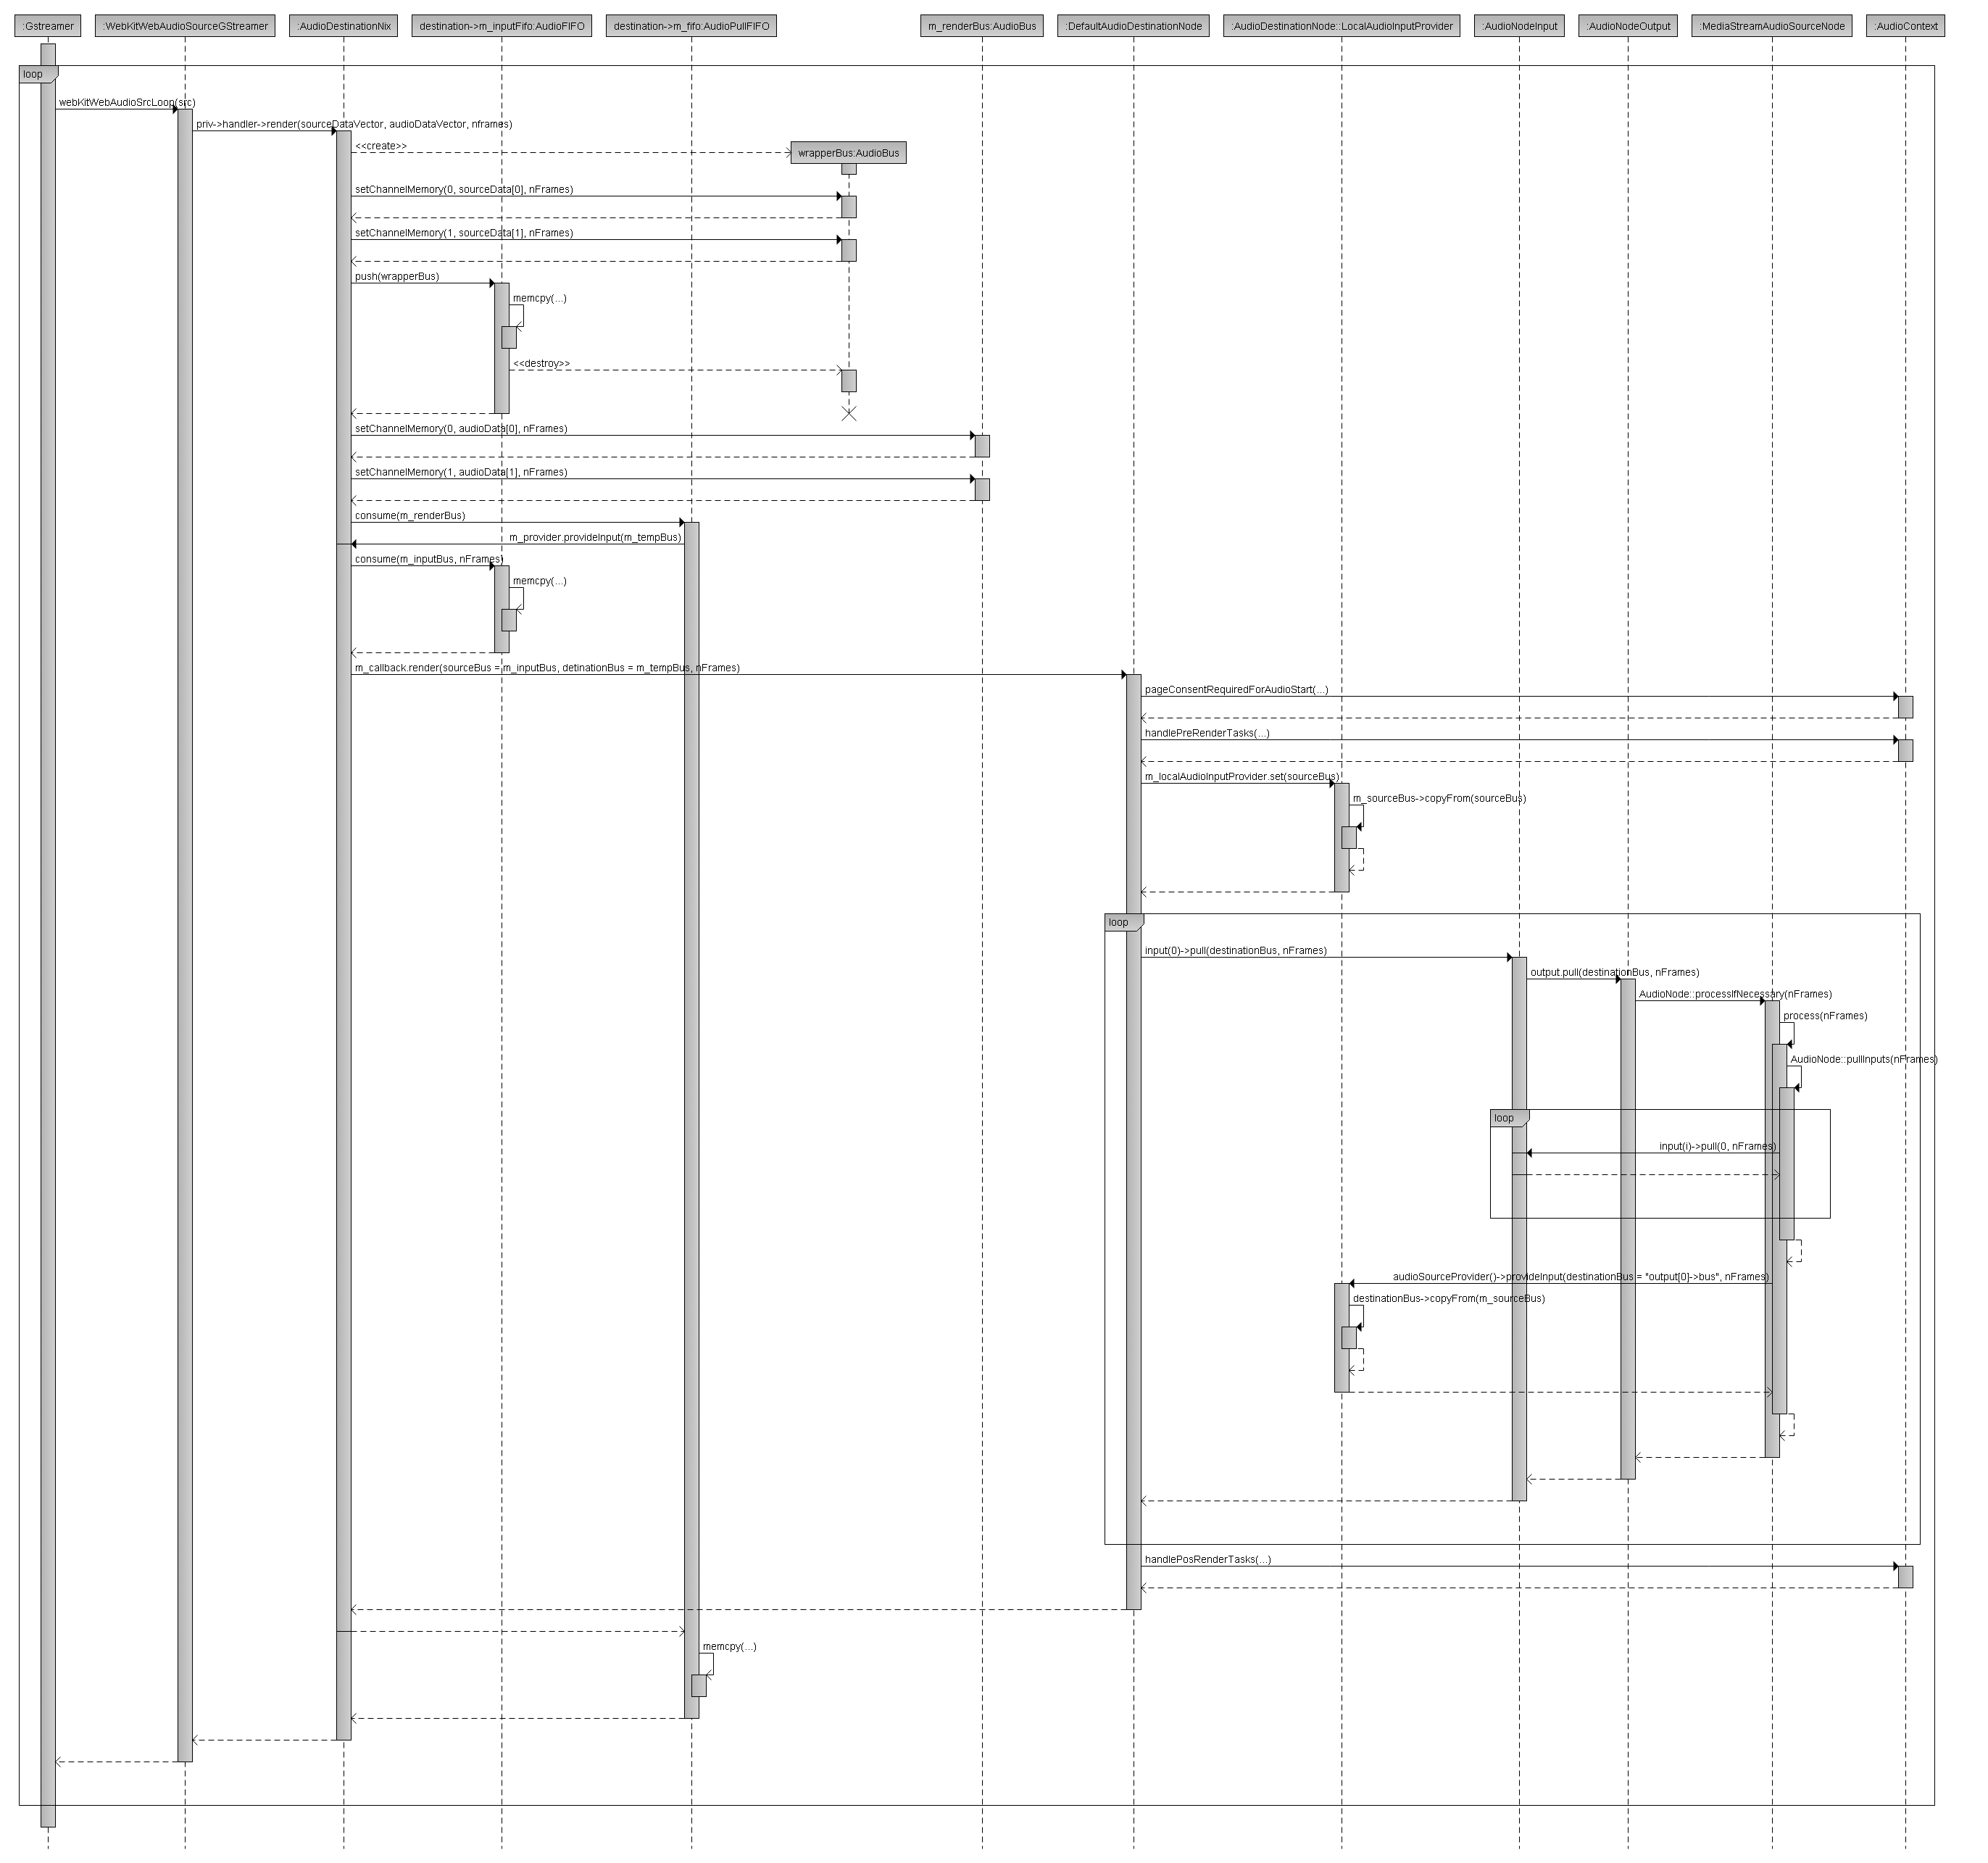 :Gstreamer
:WebKitWebAudioSourceGStreamer
:AudioDestinationNix
destination->m_inputFifo:AudioFIFO
destination->m_fifo:AudioPullFIFO
m_renderBus:AudioBus
:DefaultAudioDestinationNode
:AudioDestinationNode::LocalAudioInputProvider
:AudioNodeInput
:AudioNodeOutput
:MediaStreamAudioSourceNode
:AudioContext
loop
webKitWebAudioSrcLoop(src)
priv->handler->render(sourceDataVector, audioDataVector, nframes)
<<create>>
wrapperBus:AudioBus
setChannelMemory(0, sourceData[0], nFrames)
setChannelMemory(1, sourceData[1], nFrames)
push(wrapperBus)
memcpy(...)
<<destroy>>
setChannelMemory(0, audioData[0], nFrames)
setChannelMemory(1, audioData[1], nFrames)
consume(m_renderBus)
m_provider.provideInput(m_tempBus)
consume(m_inputBus, nFrames)
memcpy(...)
m_callback.render(sourceBus = m_inputBus, detinationBus = m_tempBus, nFrames)
pageConsentRequiredForAudioStart(...)
handlePreRenderTasks(...)
m_localAudioInputProvider.set(sourceBus)
m_sourceBus->copyFrom(sourceBus)
loop
input(0)->pull(destinationBus, nFrames)
output.pull(destinationBus, nFrames)
AudioNode::processIfNecessary(nFrames)
process(nFrames)
AudioNode::pullInputs(nFrames)
loop
input(i)->pull(0, nFrames)
audioSourceProvider()->provideInput(destinationBus = "output[0]->bus", nFrames)
destinationBus->copyFrom(m_sourceBus)
handlePosRenderTasks(...)
memcpy(...)